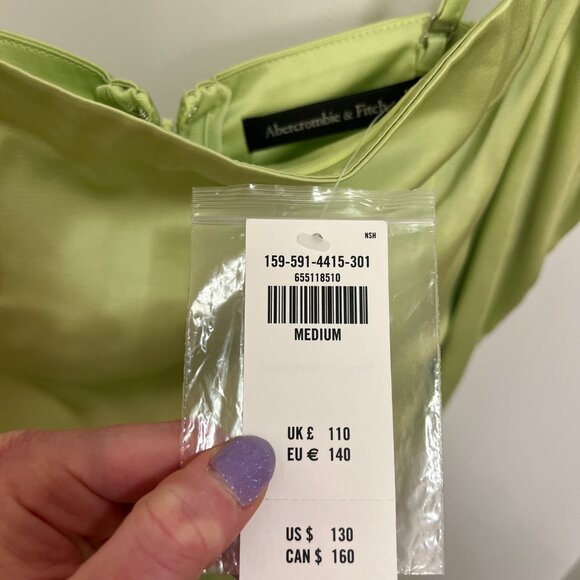 Abercrombie & Fitch
NSH
159-591-4415-301
655118510
MEDIUM
UK £ 110
EU € 140
US $ 130
CAN $ 160